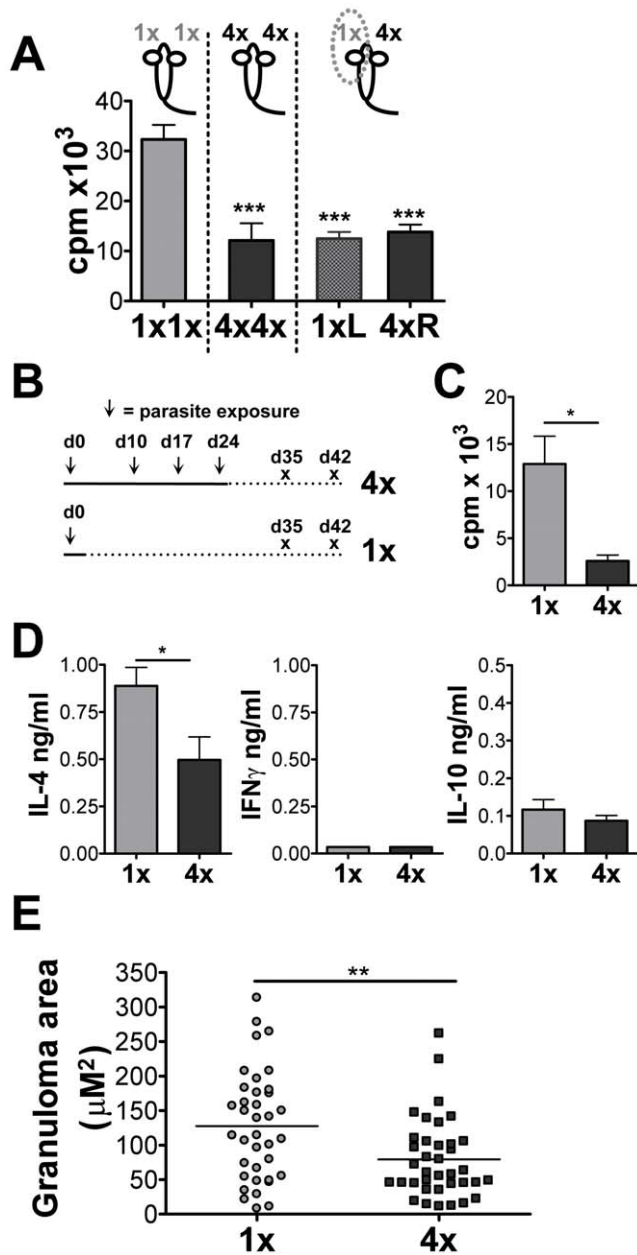 A
1x 1x 4x 4x 1x 4x
cpm x10³
40
30
20
10
0
*** *** ***
1x1x 4x4x 1xL 4xR
B
↓ = parasite exposure
d0 d10 d17 d24 d35 d42
x x
4x
d0 d35 d42
x x
1x
C
cpm x 10³
20
15
10
5
0
*
1x 4x
D
IL-4 ng/ml
1.00
0.75
0.50
0.25
0.00
*
1x 4x
IFNγ ng/ml
1.00
0.75
0.50
0.25
0.00
1x 4x
IL-10 ng/ml
0.5
0.4
0.3
0.2
0.1
0.0
1x 4x
E
Granuloma area
(μM²)
350
300
250
200
150
100
50
0
**
1x 4x